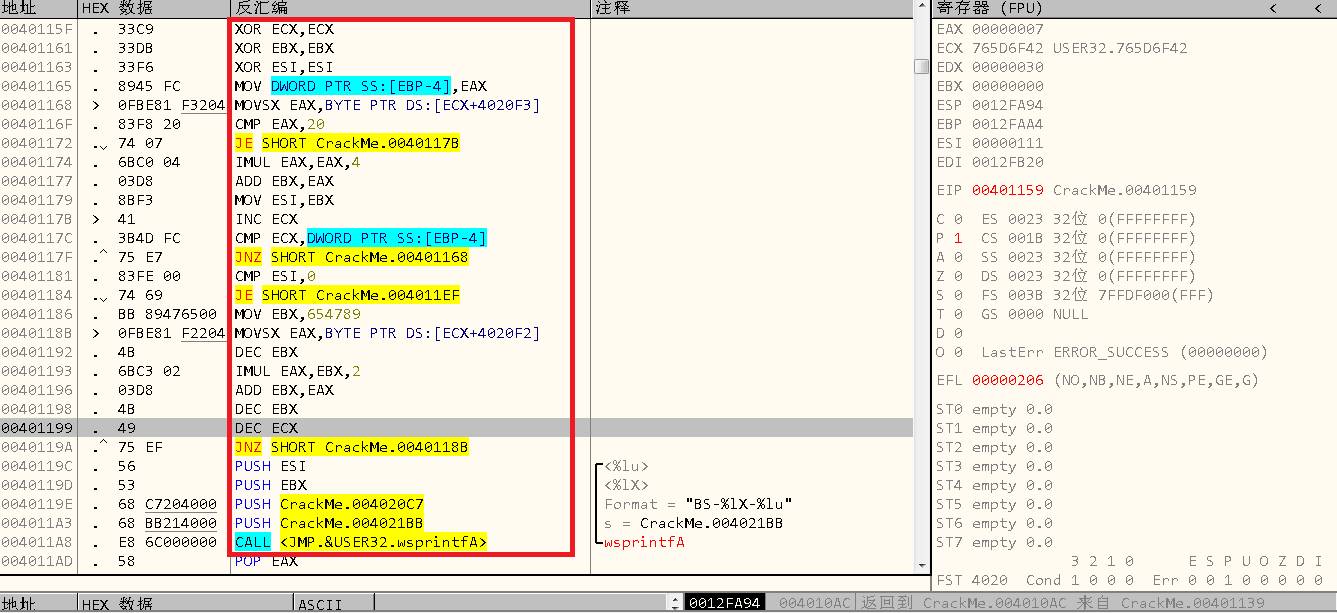 地址 HEX 数据 反汇编 注释 寄存器 (FPU) < <
0040115F . 33C9 XOR ECX,ECX
00401161 . 33DB XOR EBX,EBX
00401163 . 33F6 XOR ESI,ESI
00401165 . 8945 FC MOV DWORD PTR SS:[EBP-4],EAX
00401168 > 0FBE81 F3204 MOVSX EAX,BYTE PTR DS:[ECX+4020F3]
0040116F . 83F8 20 CMP EAX,20
00401172 .v 74 07 JE SHORT CrackMe.0040117B
00401174 . 6BC0 04 IMUL EAX,EAX,4
00401177 . 03D8 ADD EBX,EAX
00401179 . 8BF3 MOV ESI,EBX
0040117B > 41 INC ECX
0040117C . 3B4D FC CMP ECX,DWORD PTR SS:[EBP-4]
0040117F .^ 75 E7 JNZ SHORT CrackMe.00401168
00401181 . 83FE 00 CMP ESI,0
00401184 .v 74 69 JE SHORT CrackMe.004011EF
00401186 . BB 89476500 MOV EBX,654789
0040118B > 0FBE81 F2204 MOVSX EAX,BYTE PTR DS:[ECX+4020F2]
00401192 . 4B DEC EBX
00401193 . 6BC3 02 IMUL EAX,EBX,2
00401196 . 03D8 ADD EBX,EAX
00401198 . 4B DEC EBX
00401199 . 49 DEC ECX
0040119A .^ 75 EF JNZ SHORT CrackMe.0040118B
0040119C . 56 PUSH ESI <%lu>
0040119D . 53 PUSH EBX <%lX>
0040119E . 68 C7204000 PUSH CrackMe.004020C7 Format = "BS-%lX-%lu"
004011A3 . 68 BB214000 PUSH CrackMe.004021BB s = CrackMe.004021BB
004011A8 . E8 6C000000 CALL <JMP.&USER32.wsprintfA> wsprintfA
004011AD . 58 POP EAX
EAX 00000007
ECX 765D6F42 USER32.765D6F42
EDX 00000030
EBX 00000000
ESP 0012FA94
EBP 0012FAA4
ESI 00000111
EDI 0012FB20
EIP 00401159 CrackMe.00401159
C 0 ES 0023 32位 0(FFFFFFFF)
P 1 CS 001B 32位 0(FFFFFFFF)
A 0 SS 0023 32位 0(FFFFFFFF)
Z 0 DS 0023 32位 0(FFFFFFFF)
S 0 FS 003B 32位 7FFDF000(FFF)
T 0 GS 0000 NULL
D 0
O 0 LastErr ERROR_SUCCESS (00000000)
EFL 00000206 (NO,NB,NE,A,NS,PE,GE,G)
ST0 empty 0.0
ST1 empty 0.0
ST2 empty 0.0
ST3 empty 0.0
ST4 empty 0.0
ST5 empty 0.0
ST6 empty 0.0
ST7 empty 0.0
3 2 1 0 E S P U O Z D I
FST 4020 Cond 1 0 0 0 Err 0 0 1 0 0 0 0 0
地址 HEX 数据 ASCII 0012FA94 004010AC 返回到 CrackMe.004010AC 来自 CrackMe.00401139